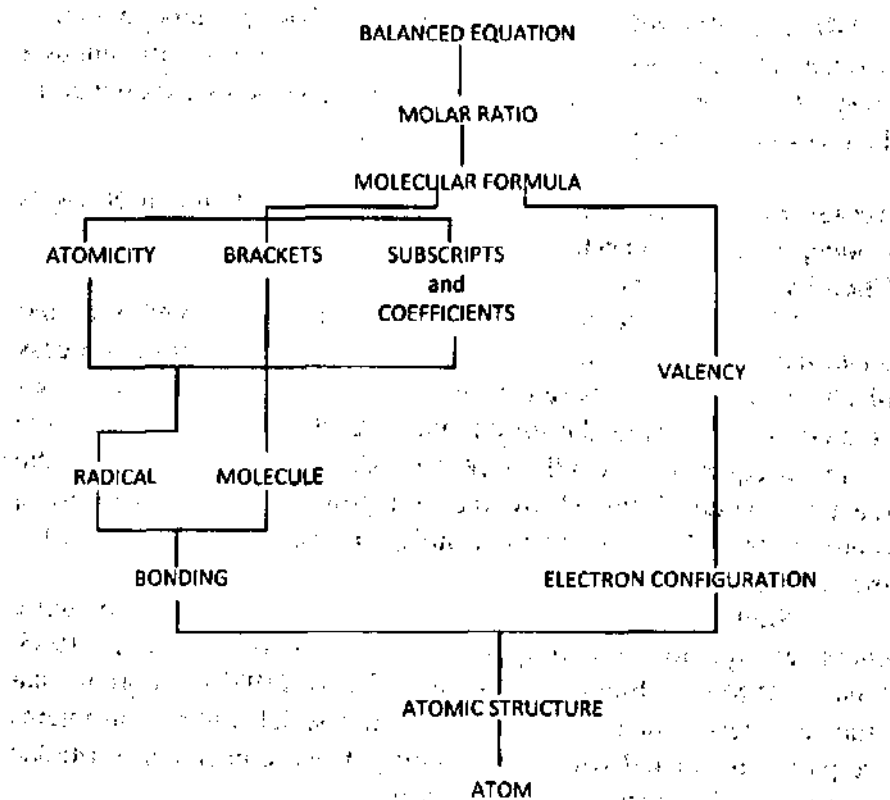 BALANCED EQUATION
MOLAR RATIO
MOLECULAR FORMULA
ATOMICITY BRACKETS SUBSCRIPTS
and
COEFFICIENTS
VALENCY
RADICAL MOLECULE
BONDING ELECTRON CONFIGURATION
ATOMIC STRUCTURE
ATOM